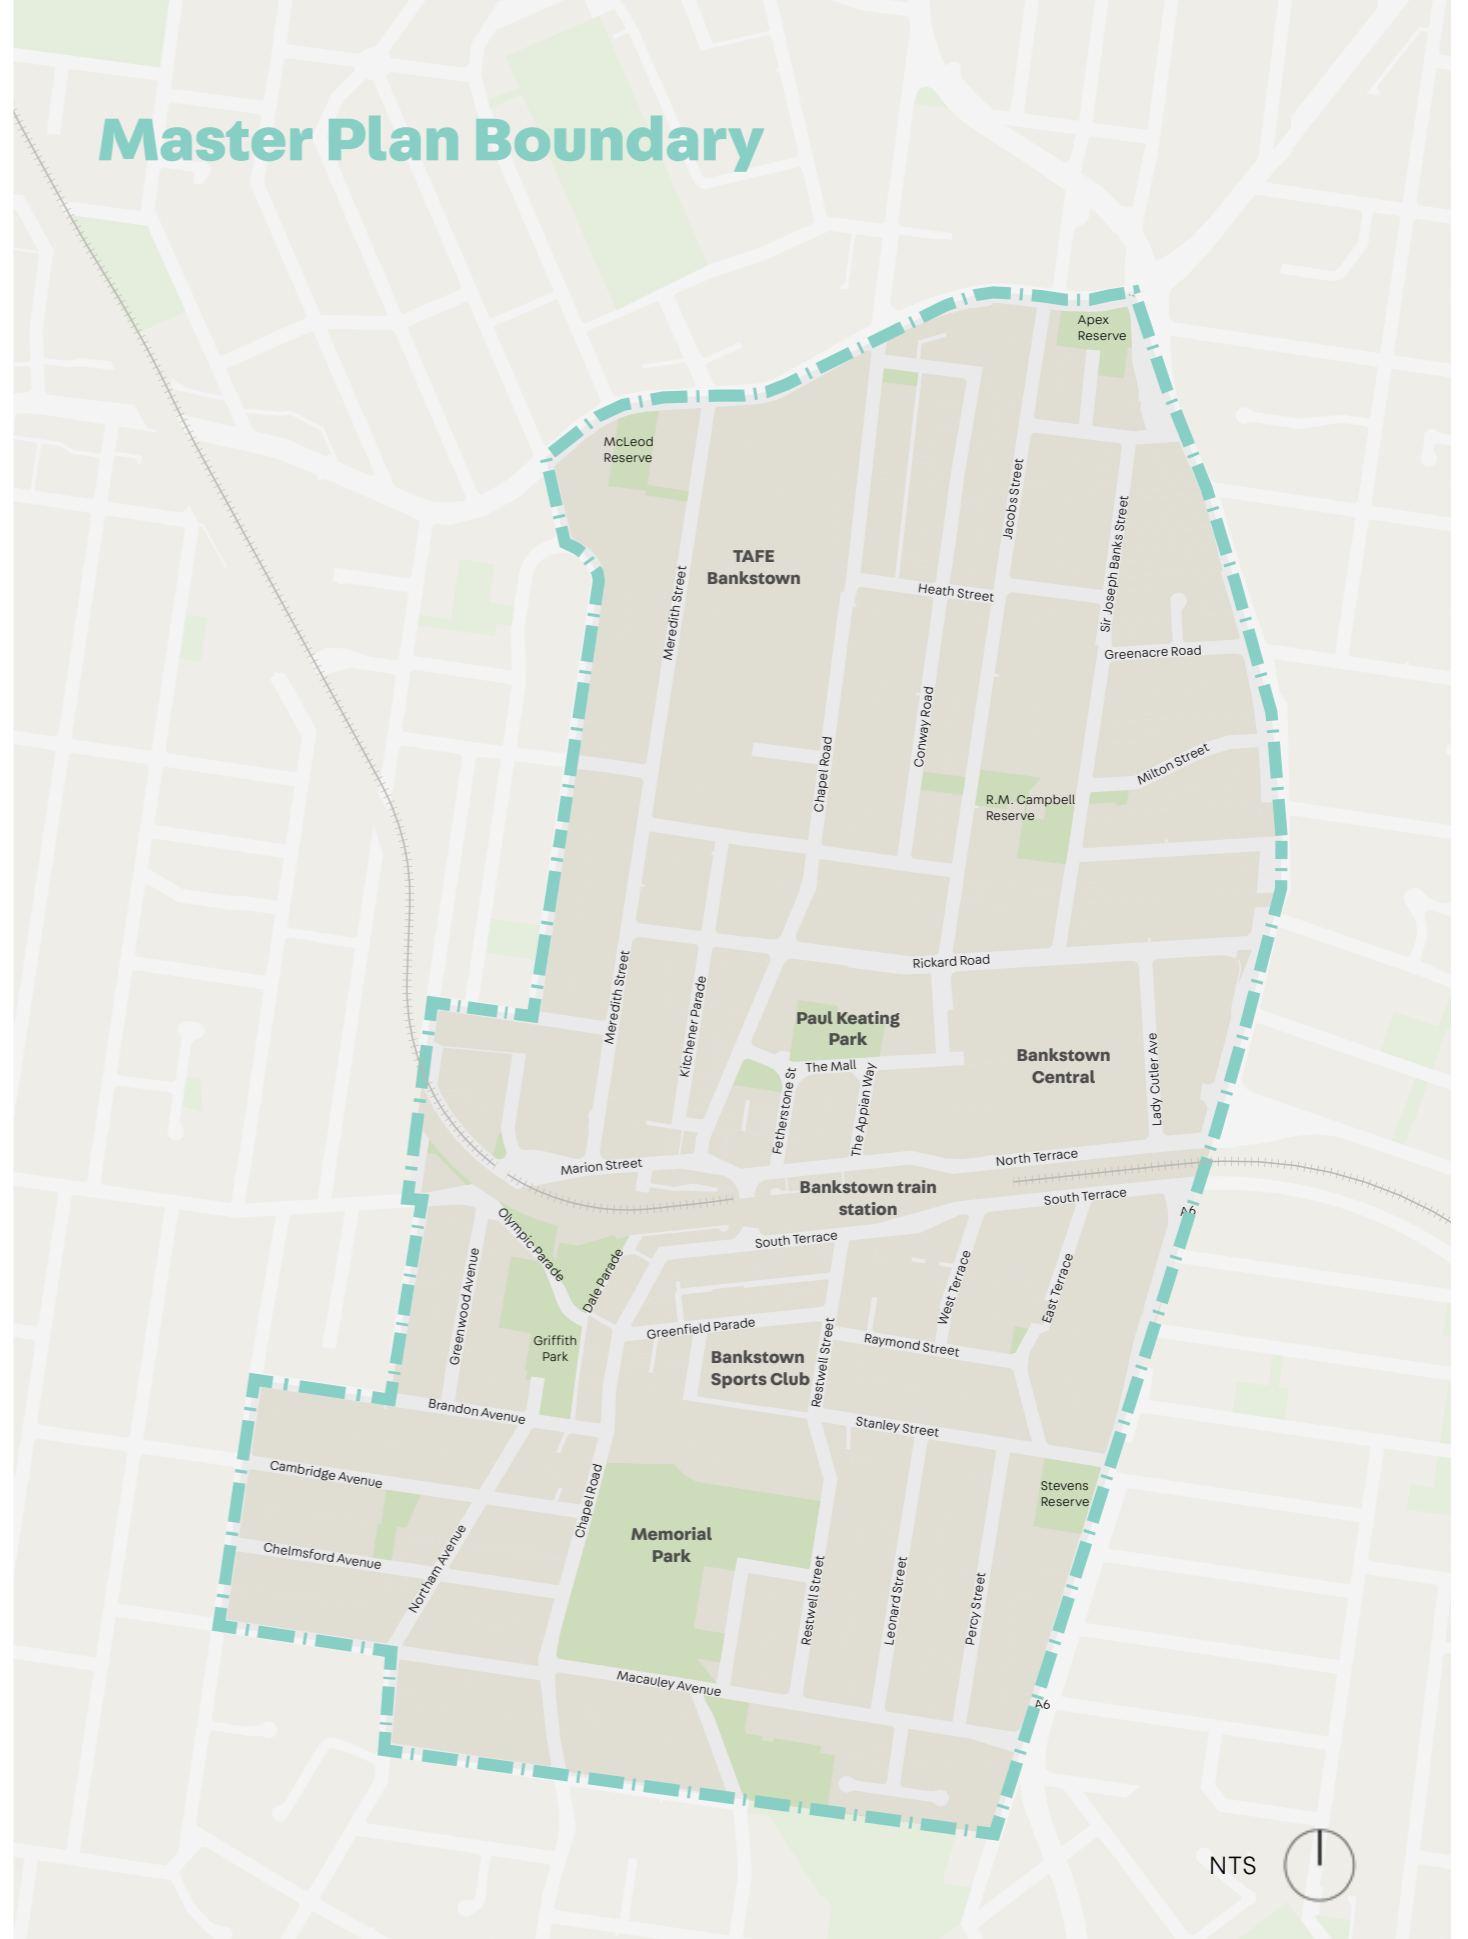 Master Plan Boundary
Apex
Reserve
McLeod
Reserve
Jacobs Street
Sir Joseph Banks Street
TAFE
Bankstown
Meredith Street
Heath Street
Greenacre Road
Conway Road
Chapel Road
Milton Street
R.M. Campbell
Reserve
Rickard Road
Meredith Street
Kitchener Parade
Paul Keating
Park
The Mall
Bankstown
Central
Lady Cutler Ave
Fetherstone St
The Appian Way
Marion Street
North Terrace
Bankstown train
station
South Terrace
A6
Olympic Parade
South Terrace
Dale Parade
Greenwood Avenue
West Terrace
East Terrace
Greenfield Parade
Griffith
Park
Raymond Street
Restwell Street
Bankstown
Sports Club
Brandon Avenue
Stanley Street
Cambridge Avenue
Chapel Road
Stevens
Reserve
Memorial
Park
Chelmsford Avenue
Northam Avenue
Restwell Street
Leonard Street
Percy Street
Macauley Avenue
A6
NTS